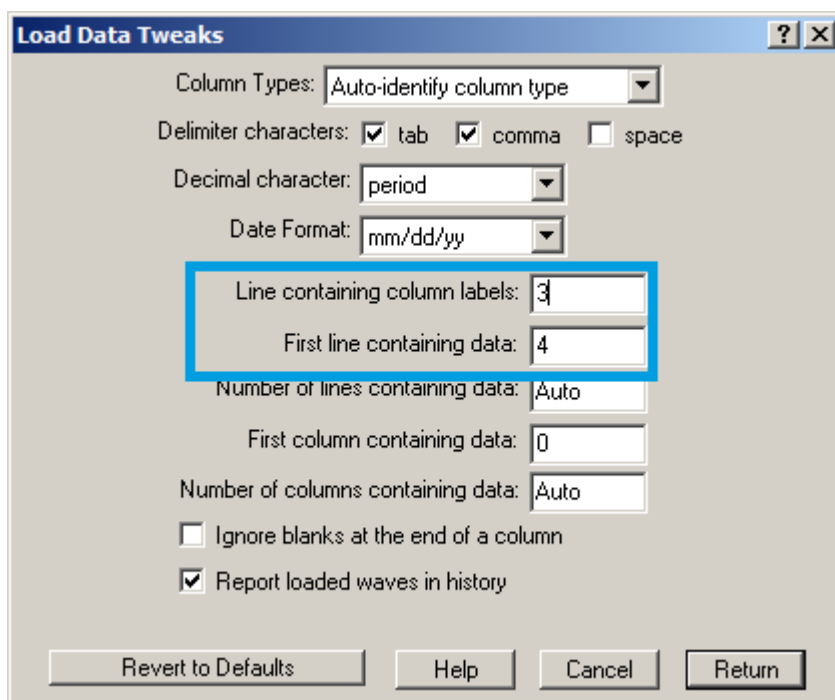 Load Data Tweaks ?
Column Types: Auto-identify column type
Delimiter characters: tab comma space
Decimal character: period
Date Format: mm/dd/yy
Line containing column labels: 3
First line containing data: 4
Number of lines containing data: Auto
First column containing data: 0
Number of columns containing data: Auto
Ignore blanks at the end of a column
Report loaded waves in history
Revert to Defaults Help Cancel Return